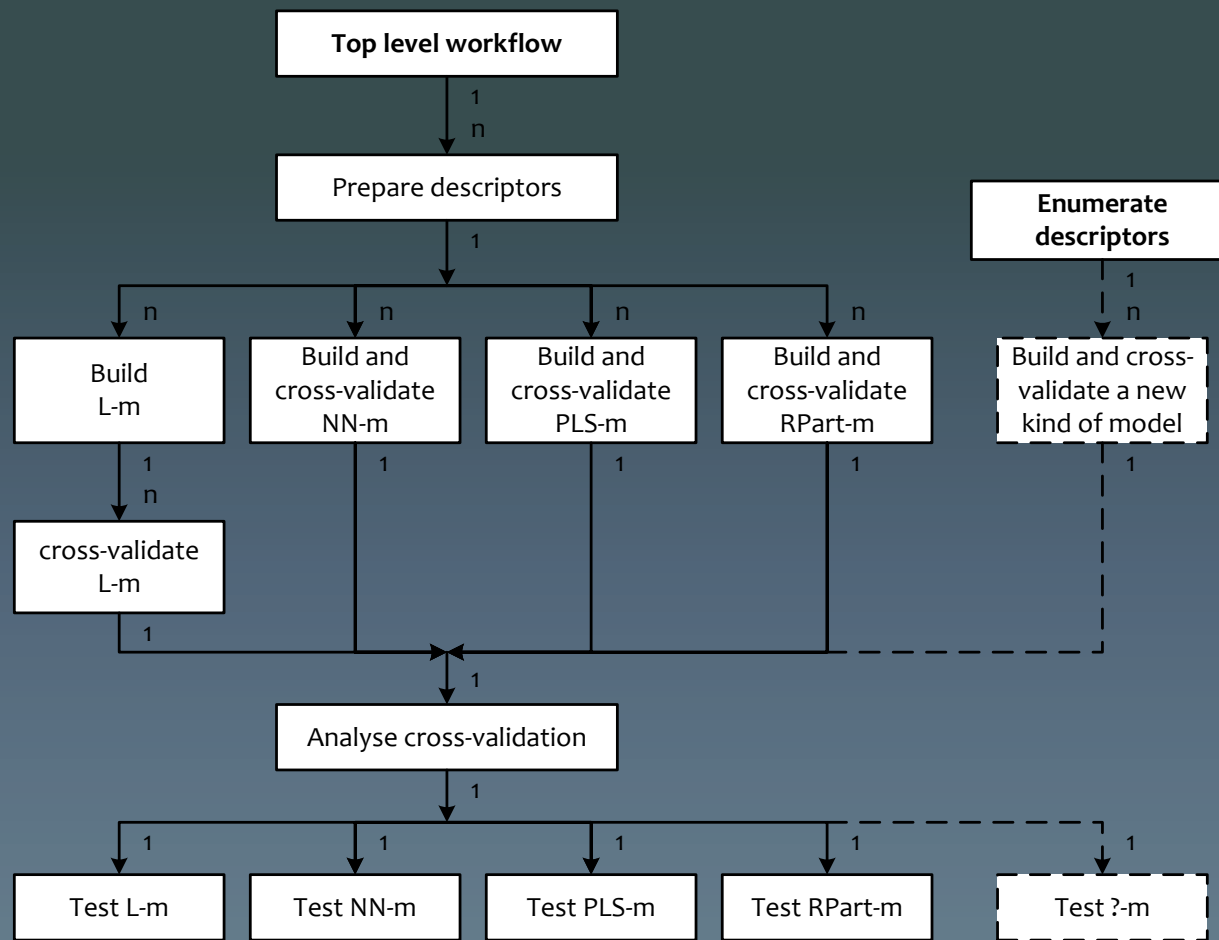 Top level workflow
1
n
Prepare descriptors
1
Enumerate
descriptors
1
n
n
n
n
n
Build
L-m
Build and
cross-validate
NN-m
Build and
cross-validate
PLS-m
Build and
cross-validate
RPart-m
Build and cross-
validate a new
kind of model
1
1
1
1
1
n
cross-validate
L-m
1
1
Analyse cross-validation
1
1
1
1
1
1
Test L-m
Test NN-m
Test PLS-m
Test RPart-m
Test ?-m